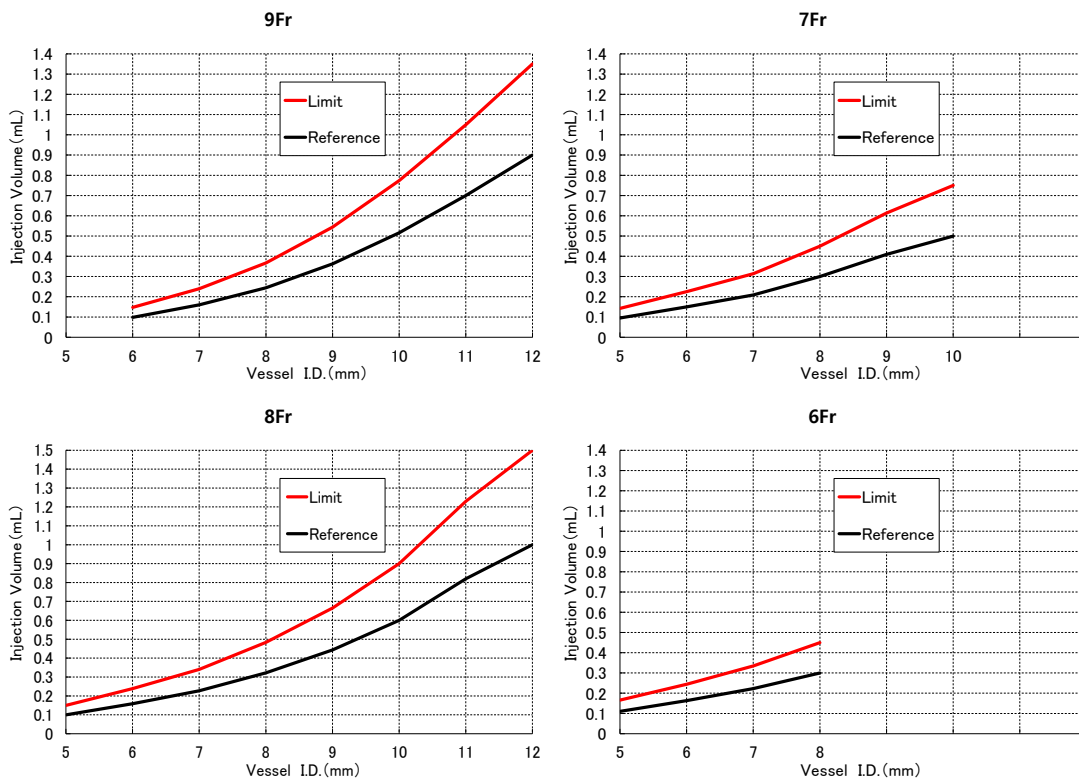 9Fr
1.4
1.3
1.2
1.1
1
0.9
0.8
0.7
0.6
0.5
0.4
0.3
0.2
0.1
0
Injection Volume(mL)
Limit
Reference
5 6 7 8 9 10 11 12
Vessel I.D.(mm)
7Fr
1.4
1.3
1.2
1.1
1
0.9
0.8
0.7
0.6
0.5
0.4
0.3
0.2
0.1
0
Injection Volume(mL)
Limit
Reference
5 6 7 8 9 10
Vessel I.D.(mm)
8Fr
1.5
1.4
1.3
1.2
1.1
1
0.9
0.8
0.7
0.6
0.5
0.4
0.3
0.2
0.1
Injection Volume(mL)
Limit
Reference
5 6 7 8 9 10 11 12
Vessel I.D.(mm)
6Fr
1.4
1.3
1.2
1.1
1
0.9
0.8
0.7
0.6
0.5
0.4
0.3
0.2
0.1
0
Injection Volume(mL)
Limit
Reference
5 6 7 8
Vessel I.D.(mm)